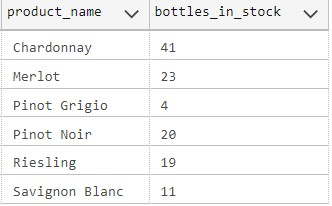 product_name bottles_in_stock
Chardonnay 41
Merlot 23
Pinot Grigio 4
Pinot Noir 20
Riesling 19
Savignon Blanc 11